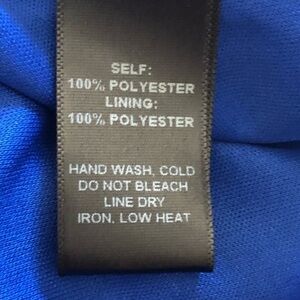 SELF:
100% POLYESTER
LINING:
100% POLYESTER
HAND WASH, COLD
DO NOT BLEACH
LINE DRY
IRON, LOW HEAT